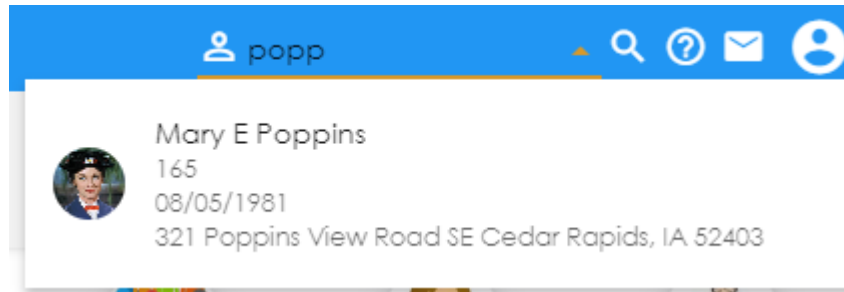 popp
Mary E Poppins
165
08/05/1981
321 Poppins View Road SE Cedar Rapids, IA 52403